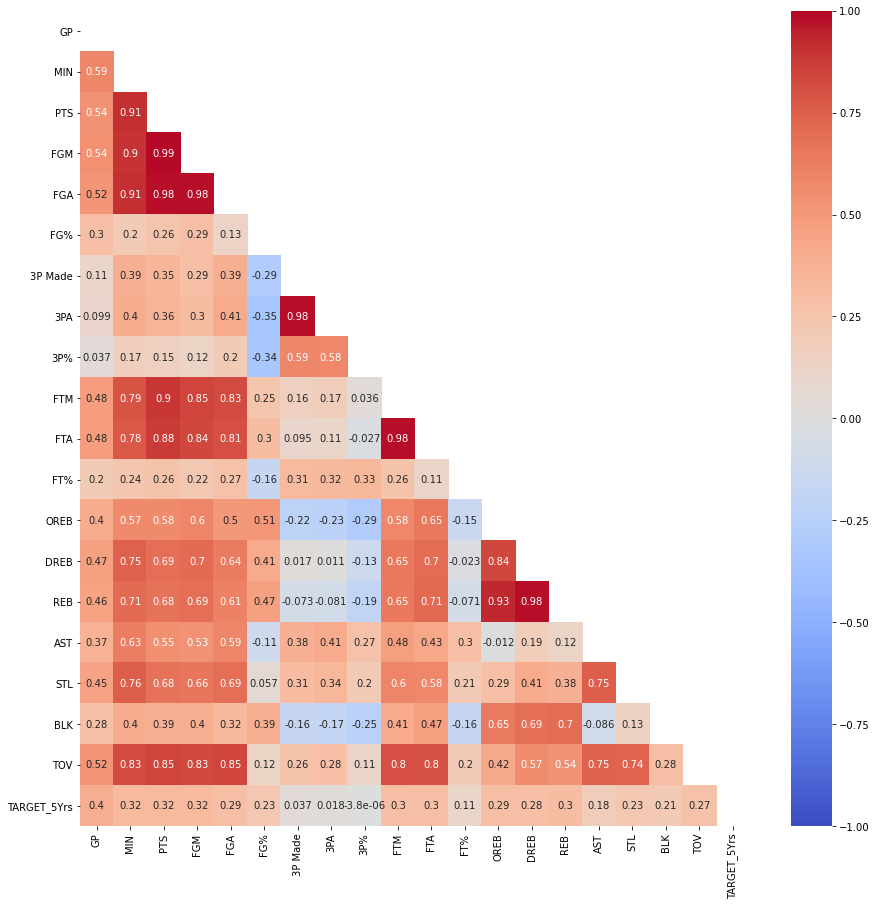 GP
MIN 0.59
PTS 0.54 0.91
FGM 0.54 0.9 0.99
FGA 0.52 0.91 0.98 0.98
FG% 0.3 0.2 0.26 0.29 0.13
3P Made 0.11 0.39 0.35 0.29 0.39 -0.29
3PA 0.099 0.4 0.36 0.3 0.41 -0.35 0.98
3P% 0.037 0.17 0.15 0.12 0.2 -0.34 0.59 0.58
FTM 0.48 0.79 0.9 0.85 0.83 0.25 0.16 0.17 0.036
FTA 0.48 0.78 0.88 0.84 0.81 0.3 0.095 0.11 -0.027 0.98
FT% 0.2 0.24 0.26 0.22 0.27 -0.16 0.31 0.32 0.33 0.26 0.11
OREB 0.4 0.57 0.58 0.6 0.5 0.51 -0.22 -0.23 -0.29 0.58 0.65 -0.15
DREB 0.47 0.75 0.69 0.7 0.64 0.41 0.017 0.011 -0.13 0.65 0.7 -0.023 0.84
REB 0.46 0.71 0.68 0.69 0.61 0.47 -0.073 -0.081 -0.19 0.65 0.71 -0.071 0.93 0.98
AST 0.37 0.63 0.55 0.53 0.59 -0.11 0.38 0.41 0.27 0.48 0.43 0.3 -0.012 0.19 0.12
STL 0.45 0.76 0.68 0.66 0.69 0.057 0.31 0.34 0.2 0.6 0.58 0.21 0.29 0.41 0.38 0.75
BLK 0.28 0.4 0.39 0.4 0.32 0.39 -0.16 -0.17 -0.25 0.41 0.47 -0.16 0.65 0.69 0.7 -0.086 0.13
TOV 0.52 0.83 0.85 0.83 0.85 0.12 0.26 0.28 0.11 0.8 0.8 0.2 0.42 0.57 0.54 0.75 0.74 0.28
TARGET_5Yrs 0.4 0.32 0.32 0.32 0.29 0.23 0.037 0.018 -3.8e-06 0.3 0.3 0.11 0.29 0.28 0.3 0.18 0.23 0.21 0.27
GP MIN PTS FGM FGA FG% 3P Made 3PA 3P% FTM FTA FT% OREB DREB REB AST STL BLK TOV TARGET_5Yrs
1.00
0.75
0.50
0.25
0.00
−0.25
−0.50
−0.75
−1.00